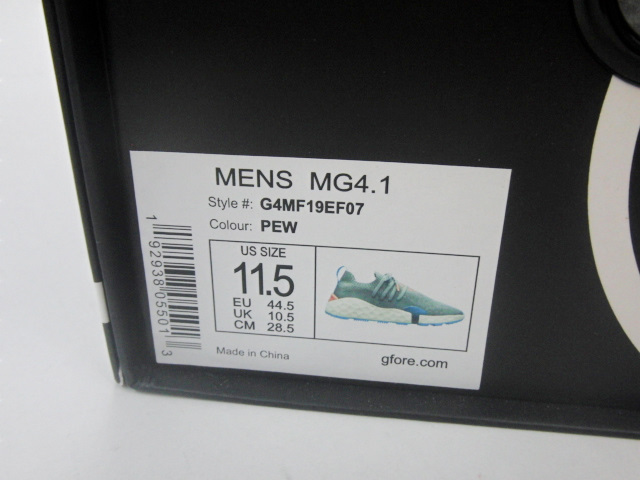 MENS MG4.1
Style #: G4MF19EF07
Colour: PEW
US SIZE
11.5
EU 44.5
UK 10.5
CM 28.5
Made in China
gfore.com
1 92938 05501 3